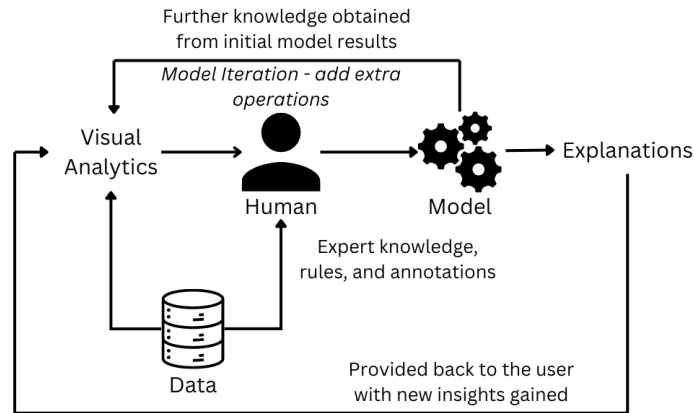 Further knowledge obtained
from initial model results
Model Iteration - add extra
operations
Visual
Analytics
Human
Model
Explanations
Expert knowledge,
rules, and annotations
Data
Provided back to the user
with new insights gained